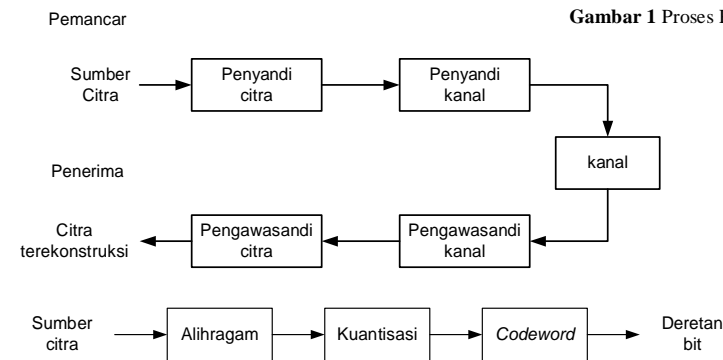 Pemancar
Gambar 1 Proses
Sumber
Citra
Penyandi
citra
Penyandi
kanal
kanal
Penerima
Citra
terekonstruksi
Pengawasandi
citra
Pengawasandi
kanal
Sumber
citra
Alihragam
Kuantisasi
Codeword
Deretan
bit